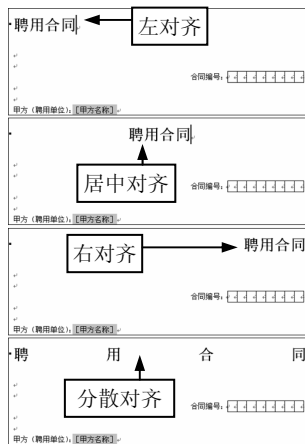 聘用合同
左对齐
合同编号：
甲方（聘用单位）：[甲方名称]
聘用合同
居中对齐
合同编号：
甲方（聘用单位）：[甲方名称]
右对齐
聘用合同
合同编号：
甲方（聘用单位）：[甲方名称]
聘 用 合 同
分散对齐
合同编号：
甲方（聘用单位）：[甲方名称]